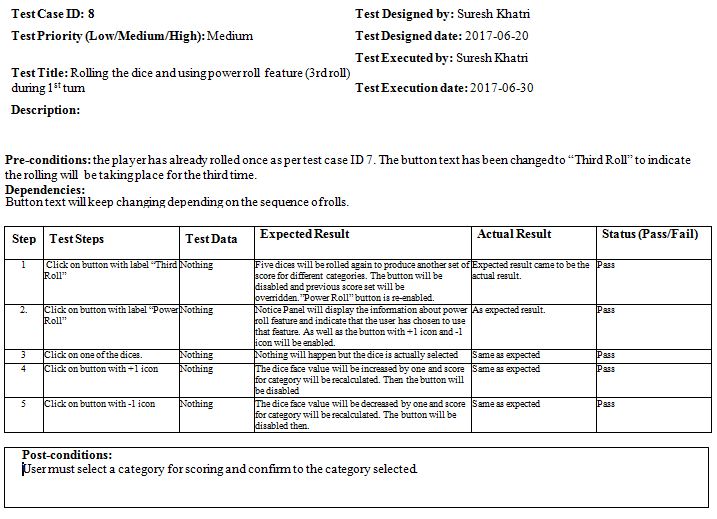 Test Case ID: 8
Test Designed by: Suresh Khatri
Test Priority (Low/Medium/High): Medium
Test Designed date: 2017-06-20
Test Executed by: Suresh Khatri
Test Title: Rolling the dice and using power roll feature (3rd roll)
during 1st turn
Test Execution date: 2017-06-30
Description:
Pre-conditions: the player has already rolled once as per test case ID 7. The button text has been changed to “Third Roll” to indicate
the rolling will be taking place for the third time.
Dependencies:
Button text will keep changing depending on the sequence of rolls.
Step Test Steps Test Data Expected Result Actual Result Status (Pass/Fail)
1 Click on button with label “Third Nothing Five dices will be rolled again to produce another set of Expected result came to be the Pass
Roll” score for different categories. The button will be actual result.
disabled and previous score set will be
overridden.”Power Roll” button is re-enabled.
2. Click on button with label “Power Nothing Notice Panel will display the information about power As expected result. Pass
Roll” roll feature and indicate that the user has chosen to use
that feature. As well as the button with +1 icon and -1
icon will be enabled.
3 Click on one of the dices. Nothing Nothing will happen but the dice is actually selected Same as expected Pass
4 Click on button with +1 icon Nothing The dice face value will be increased by one and score Same as expected Pass
for category will be recalculated. Then the button will
be disabled
5 Click on button with -1 icon Nothing The dice face value will be decreased by one and score Same as expected Pass
for category will be recalculated. The button will be
disabled then.
Post-conditions:
User must select a category for scoring and confirm to the category selected.